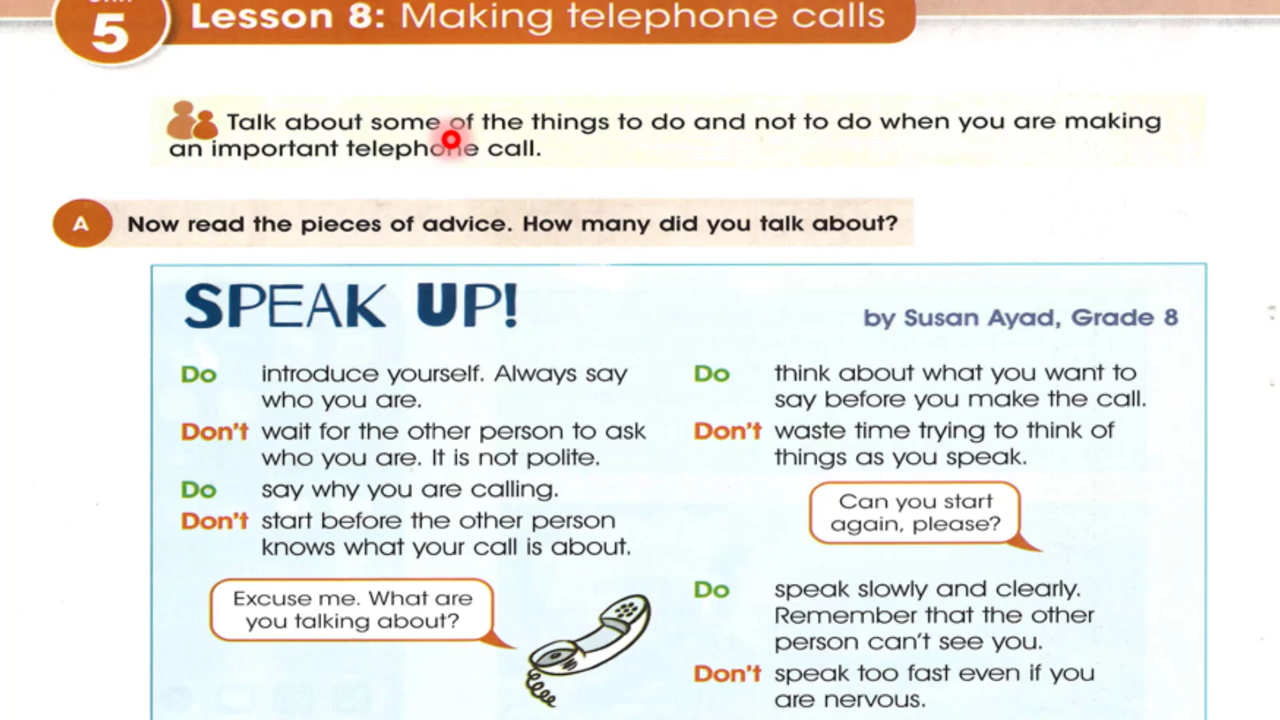 5
Lesson 8: Making telephone calls
Talk about some of the things to do and not to do when you are making
an important telephone call.
A Now read the pieces of advice. How many did you talk about?
SPEAK UP!
by Susan Ayad, Grade 8
Do introduce yourself. Always say
who you are.
Don't wait for the other person to ask
who you are. It is not polite.
Do say why you are calling.
Don't start before the other person
knows what your call is about.
Excuse me. What are
you talking about?
Do think about what you want to
say before you make the call.
Don't waste time trying to think of
things as you speak.
Can you start
again, please?
Do speak slowly and clearly.
Remember that the other
person can't see you.
Don't speak too fast even if you
are nervous.